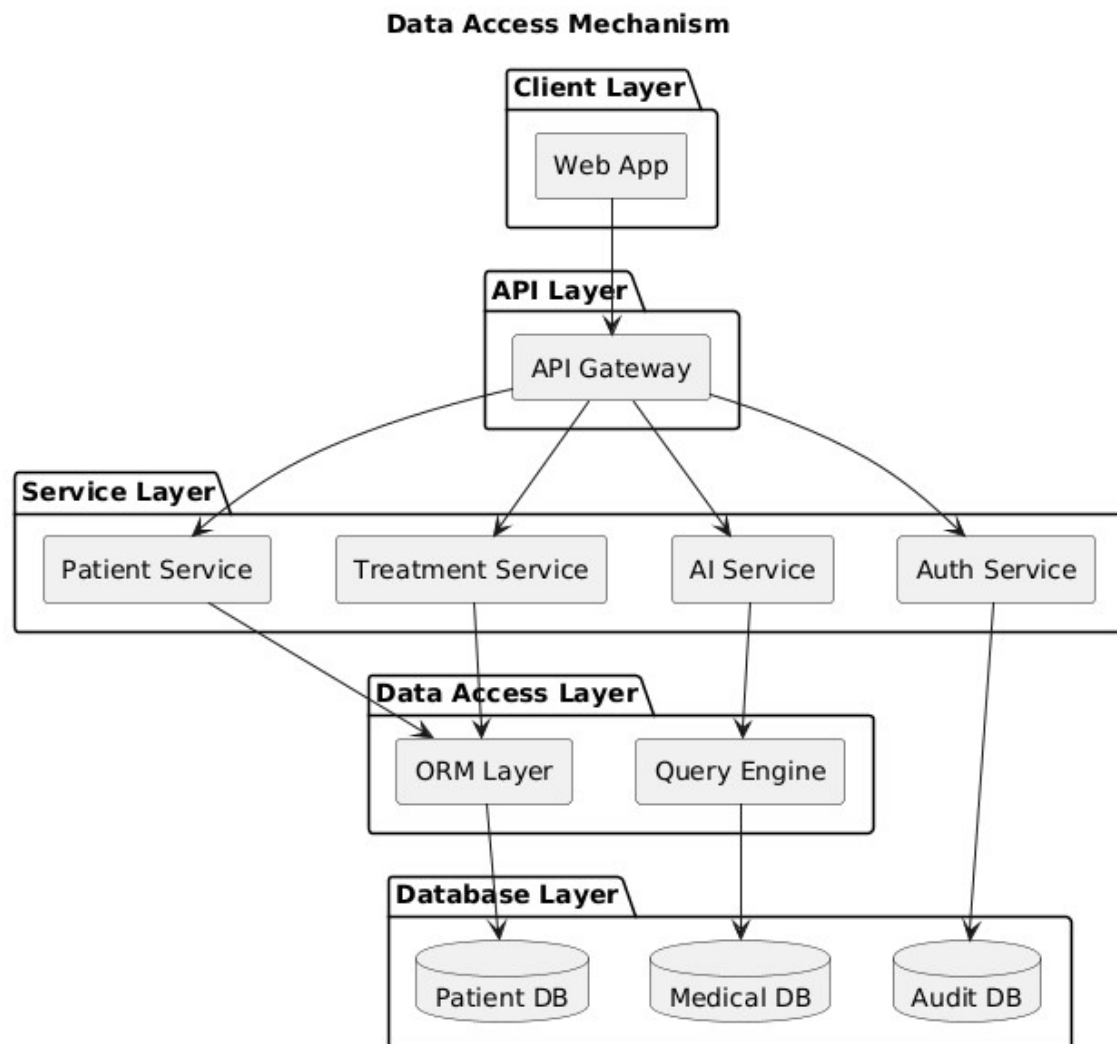 Data Access Mechanism
Client Layer
Web App
API Layer
API Gateway
Service Layer
Patient Service
Treatment Service
AI Service
Auth Service
Data Access Layer
ORM Layer
Query Engine
Database Layer
Patient DB
Medical DB
Audit DB